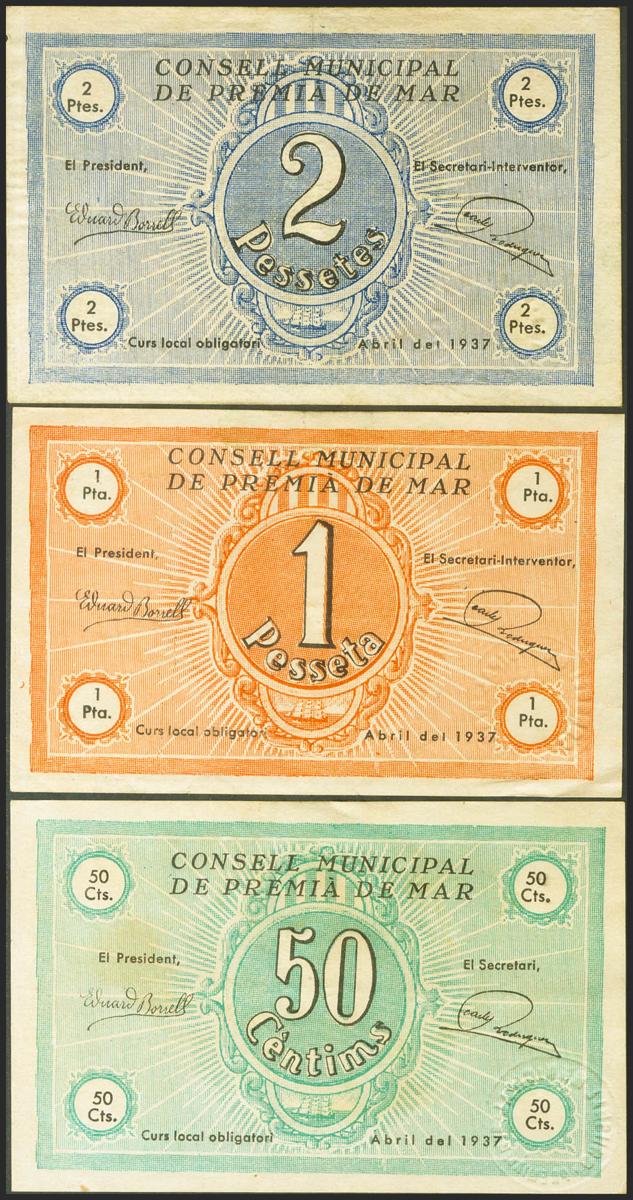 CONSELL MUNICIPAL
DE PREMIÀ DE MAR
2 Ptes.
2 Ptes.
El President,
El Secretari-Interventor,
Eduard Borrell
2
Pessetes
2 Ptes.
2 Ptes.
Curs local obligatori
Abril del 1937
CONSELL MUNICIPAL
DE PREMIÀ DE MAR
1 Pta.
1 Pta.
El President,
El Secretari-Interventor,
Eduard Borrell
1
Pesseta
1 Pta.
1 Pta.
Curs local obligatori
Abril del 1937
CONSELL MUNICIPAL
DE PREMIÀ DE MAR
50 Cts.
50 Cts.
El President,
El Secretari,
Eduard Borrell
50
Cèntims
50 Cts.
50 Cts.
Curs local obligatori
Abril del 1937